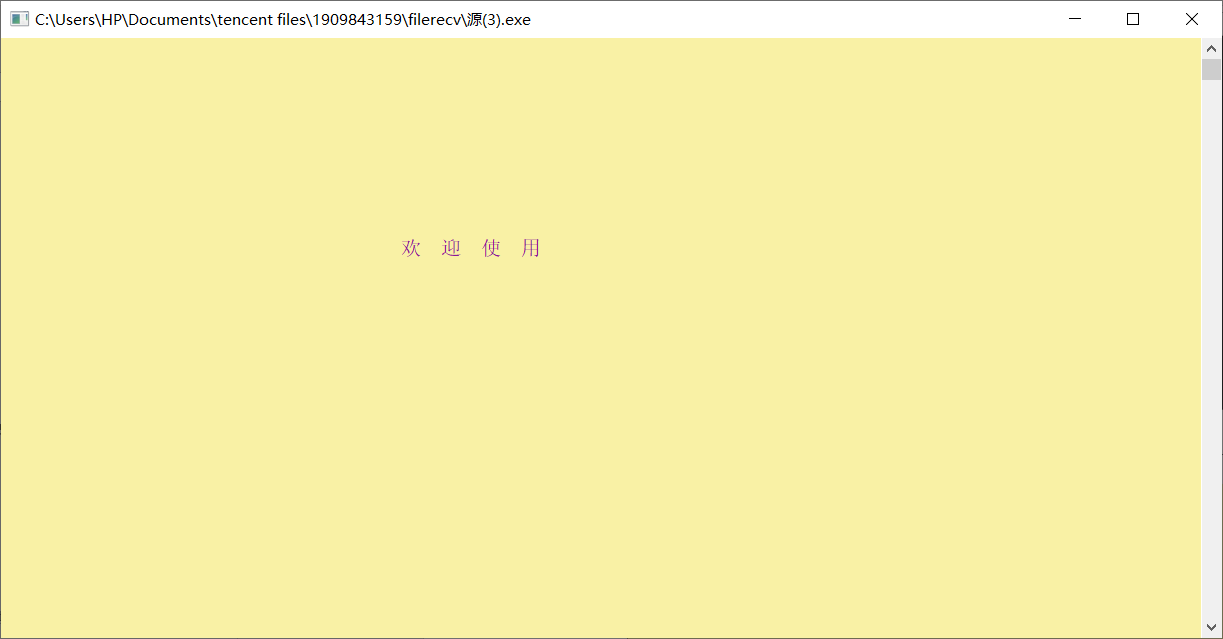 C:\Users\HP\Documents\tencent files\1909843159\filerecv\源(3).exe
欢 迎 使 用